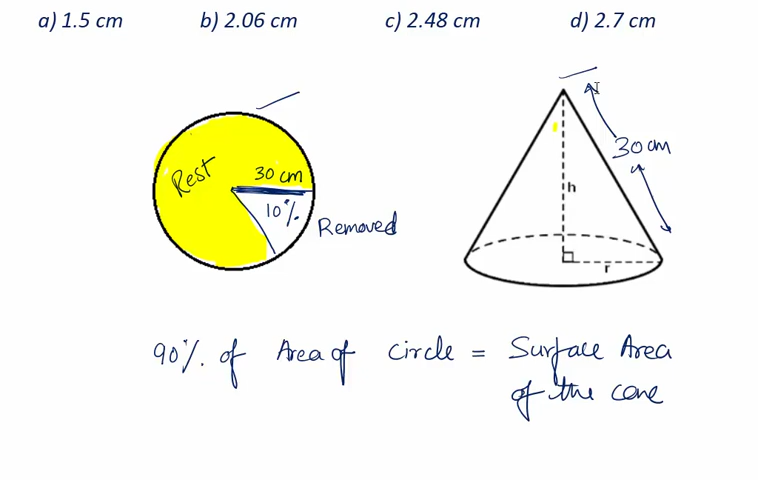 a) 1.5 cm b) 2.06 cm c) 2.48 cm d) 2.7 cm
Rest
30 cm
10%
Removed
30 cm
h
r
90% of Area of circle = Surface Area
of the cone